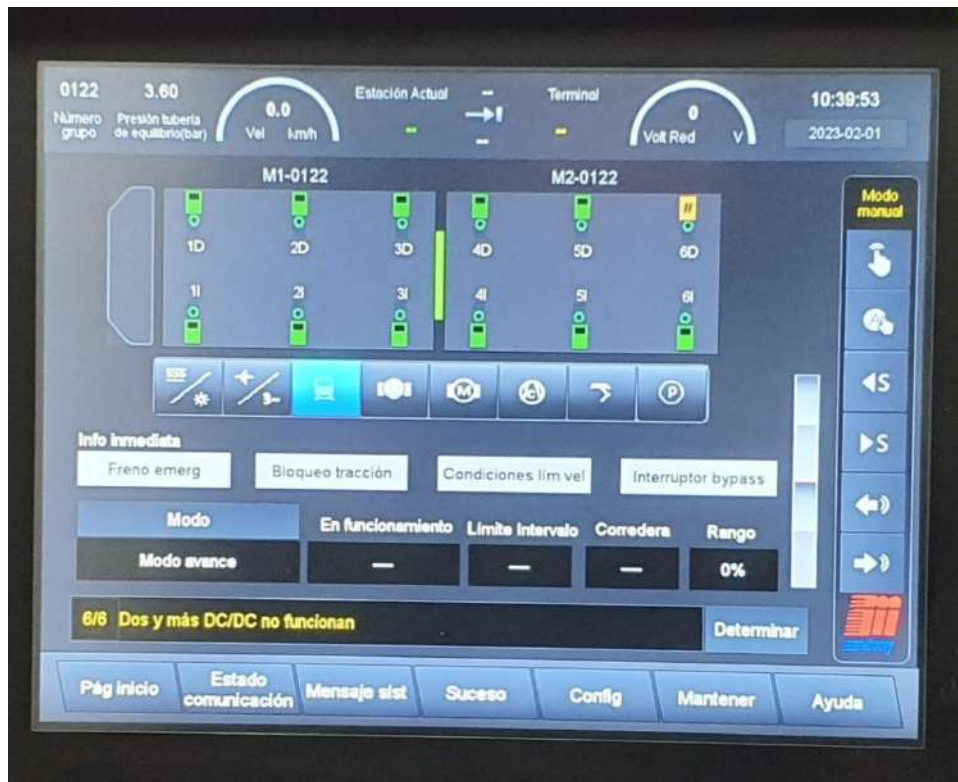 0122
3.60
Número grupo
Presión tubería de equilibrio(bar)
0.0
Vel km/h
Estación Actual
Terminal
0
Volt Red V
10:39:53
2023-02-01
M1-0122
M2-0122
#
1D 2D 3D 4D 5D 6D
1I 2I 3I 4I 5I 6I
Modo
manual
SSS
3~
M
P
S
S
Info inmediata
Freno emerg
Bloqueo tracción
Condiciones lím vel
Interruptor bypass
Modo
En funcionamiento
Límite Intervalo
Corredera
Rango
Modo avance
—
—
—
0%
6/6 Dos y más DC/DC no funcionan
Determinar
Pág inicio
Estado
comunicación
Mensaje sist
Suceso
Config
Mantener
Ayuda